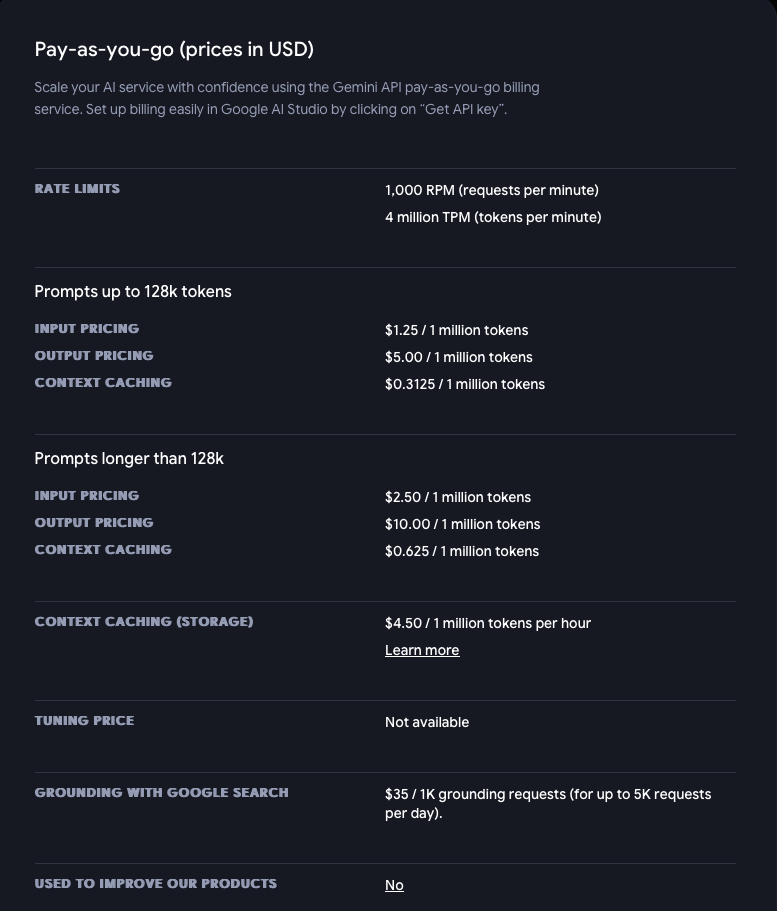 Pay-as-you-go (prices in USD)
Scale your AI service with confidence using the Gemini API pay-as-you-go billing
service. Set up billing easily in Google AI Studio by clicking on “Get API key”.
RATE LIMITS
1,000 RPM (requests per minute)
4 million TPM (tokens per minute)
Prompts up to 128k tokens
INPUT PRICING
$1.25 / 1 million tokens
OUTPUT PRICING
$5.00 / 1 million tokens
CONTEXT CACHING
$0.3125 / 1 million tokens
Prompts longer than 128k
INPUT PRICING
$2.50 / 1 million tokens
OUTPUT PRICING
$10.00 / 1 million tokens
CONTEXT CACHING
$0.625 / 1 million tokens
CONTEXT CACHING (STORAGE)
$4.50 / 1 million tokens per hour
Learn more
TUNING PRICE
Not available
GROUNDING WITH GOOGLE SEARCH
$35 / 1K grounding requests (for up to 5K requests
per day).
USED TO IMPROVE OUR PRODUCTS
No